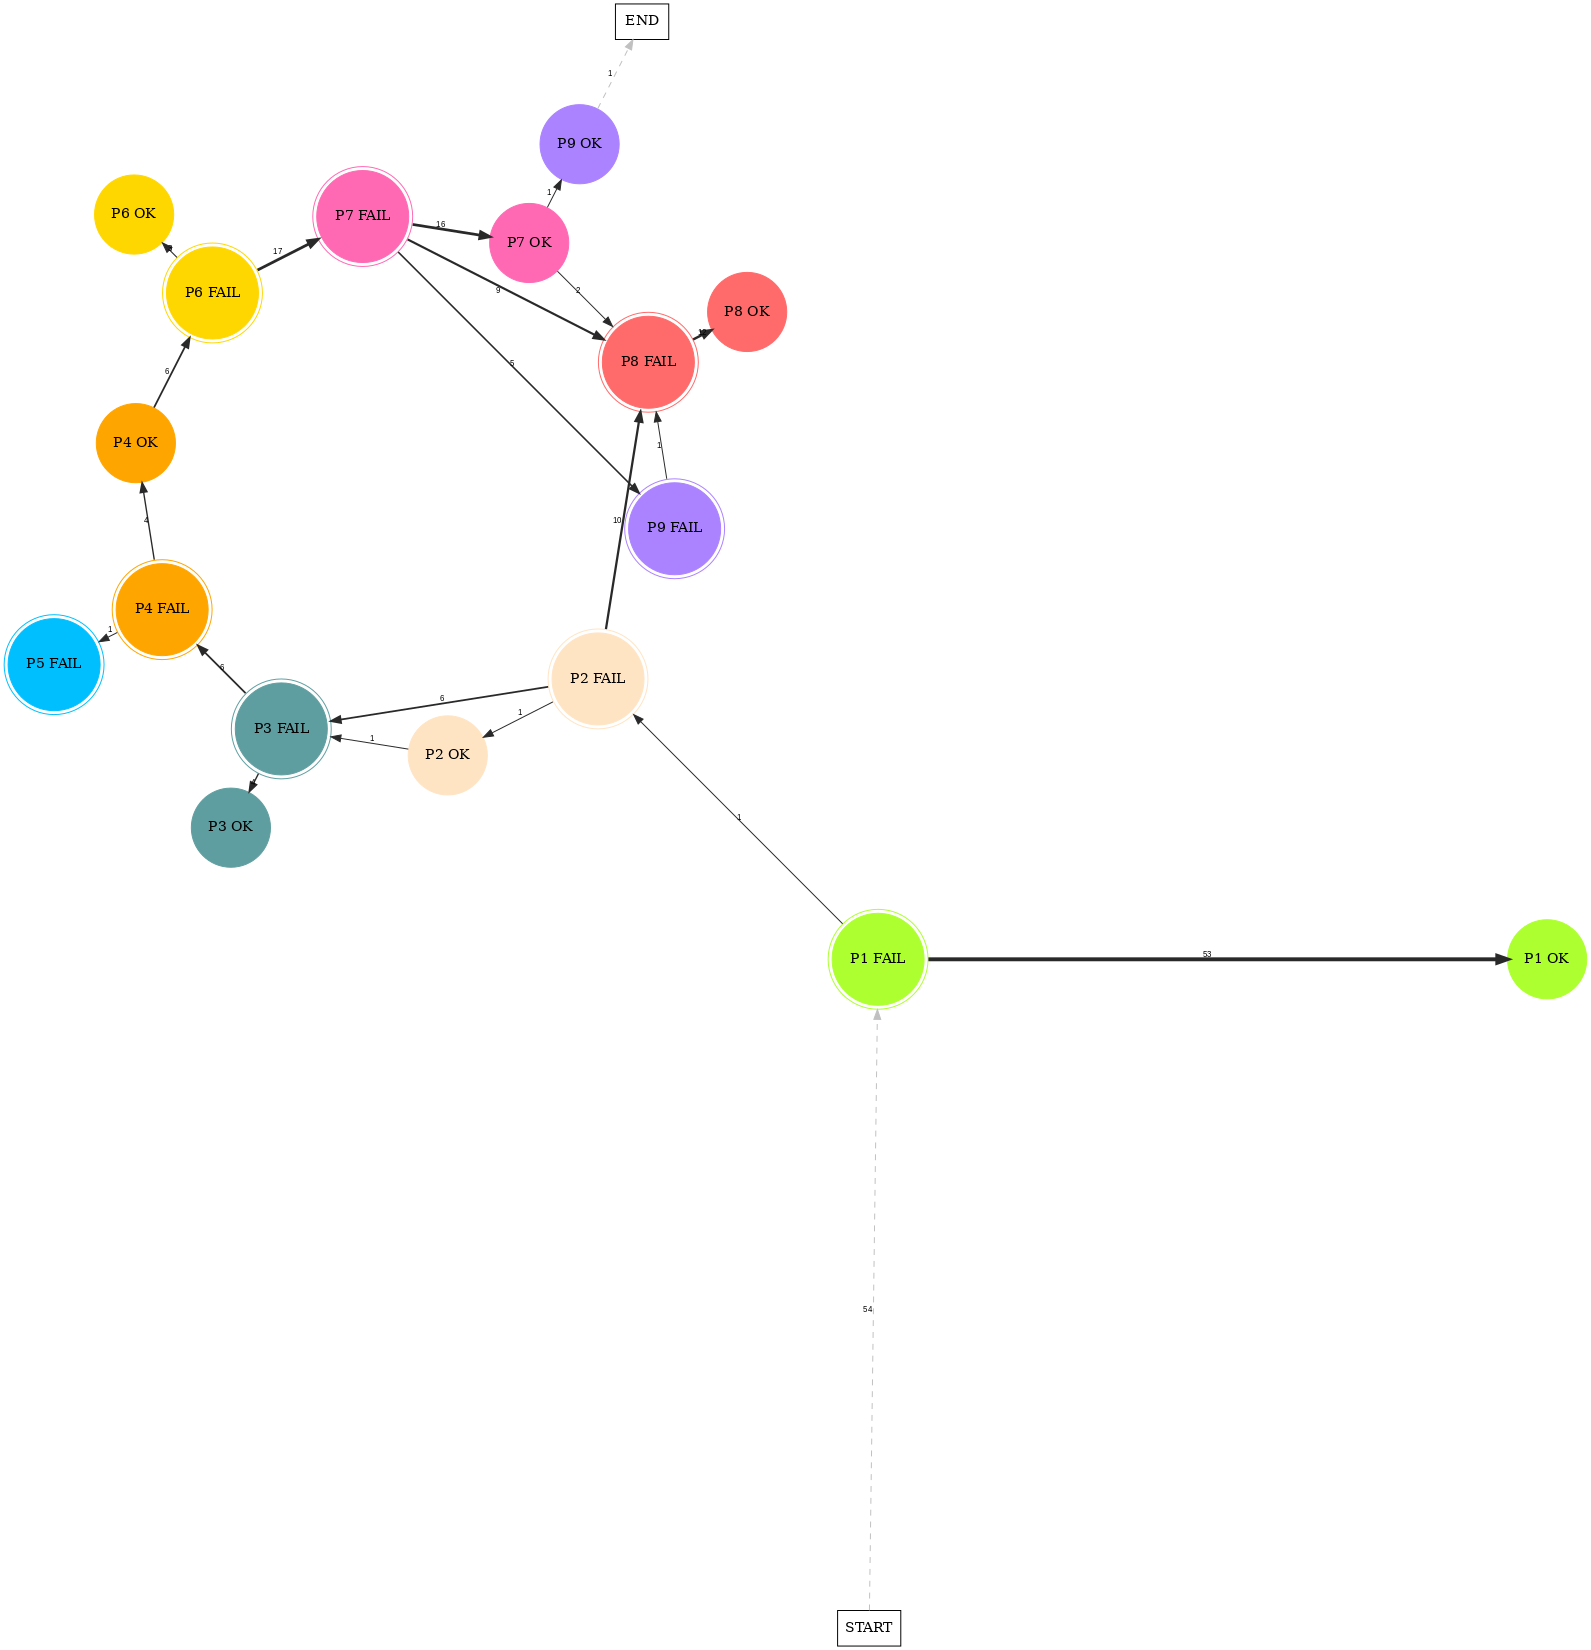 END
1
P9 OK
1
P6 OK
P7 FAIL
16
P7 OK
17
P6 FAIL
9
2
P8 OK
P8 FAIL
5
6
P4 OK
1
10
P9 FAIL
4
P4 FAIL
1
P5 FAIL
6
P2 FAIL
6
1
P3 FAIL
1
P2 OK
P3 OK
1
P1 FAIL
53
P1 OK
54
START